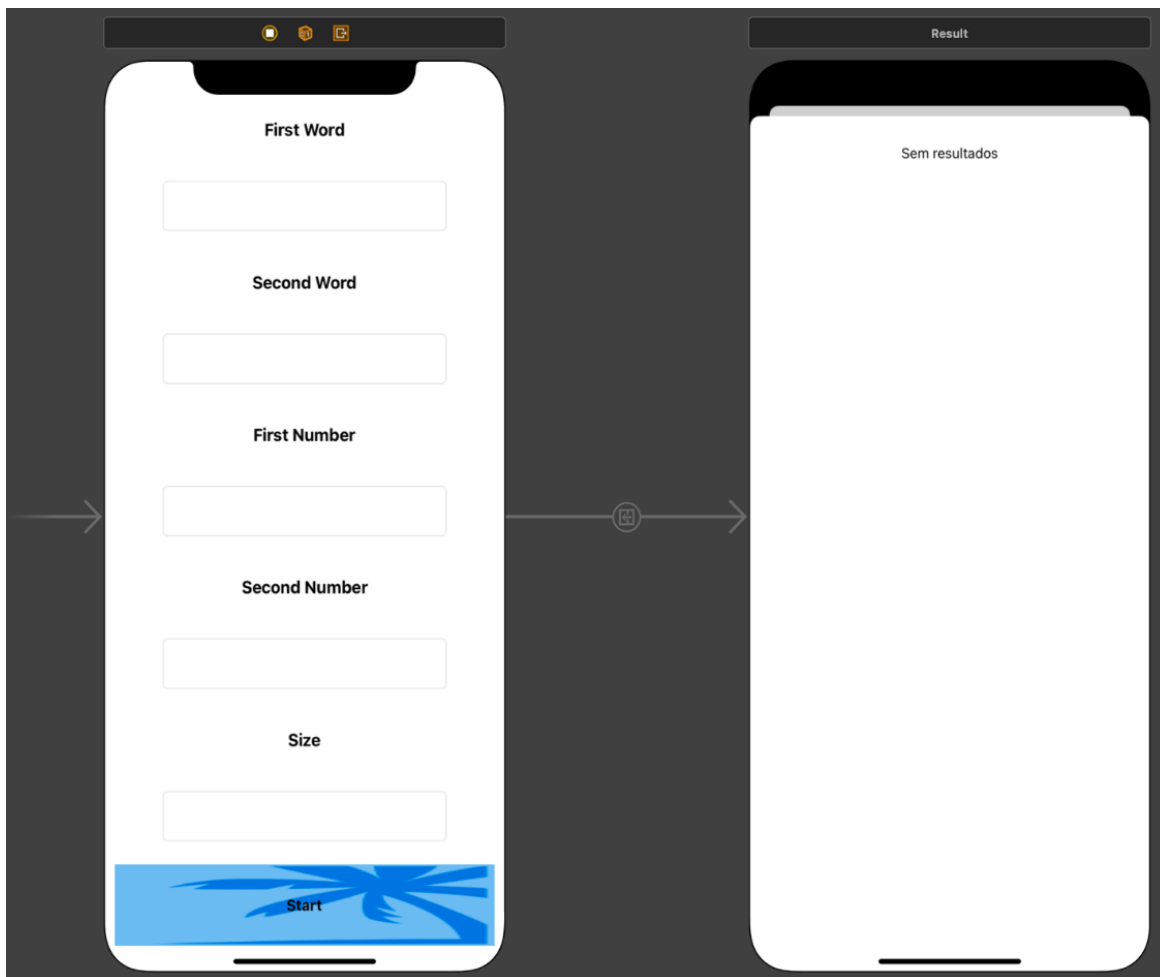 Result
First Word
Sem resultados
Second Word
First Number
Second Number
Size
Start